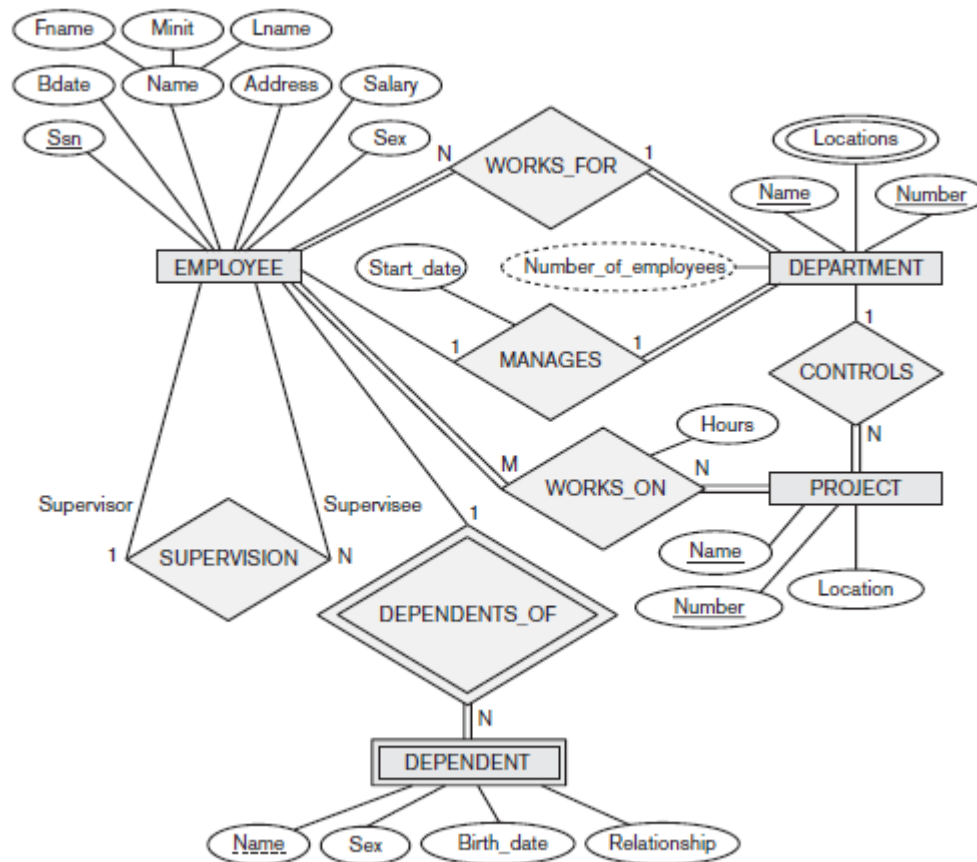 Fname Minit Lname
Bdate Name Address Salary
Ssn Sex
N WORKS_FOR 1
Locations
Name Number
EMPLOYEE Start_date Number_of_employees DEPARTMENT
1 MANAGES 1
1
CONTROLS
N
Hours
M WORKS_ON N PROJECT
Supervisor Supervisee 1
1 SUPERVISION N
Name
Number Location
DEPENDENTS_OF
N
DEPENDENT
Name Sex Birth_date Relationship